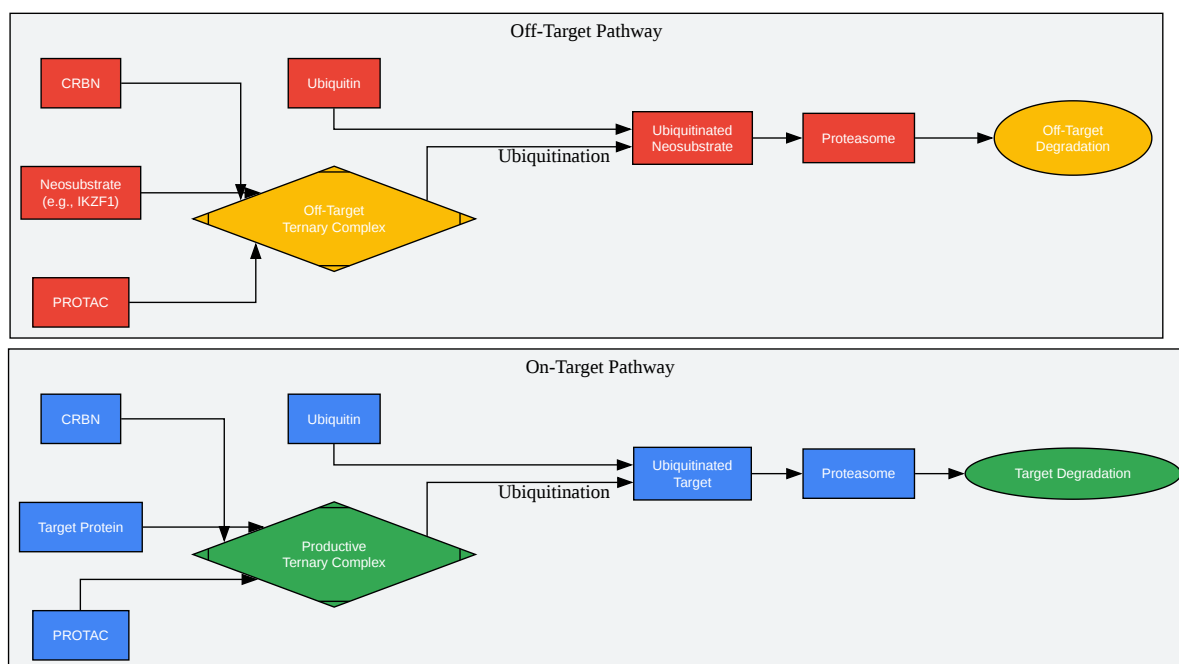 Off-Target Pathway
CRBN
Ubiquitin
Ubiquitinated
Neosubstrate
Proteasome
Off-Target
Degradation
Ubiquitination
Neosubstrate
(e.g., IKZF1)
Off-Target
Ternary Complex
PROTAC
On-Target Pathway
CRBN
Ubiquitin
Ubiquitinated
Target
Proteasome
Target Degradation
Ubiquitination
Target Protein
Productive
Ternary Complex
PROTAC